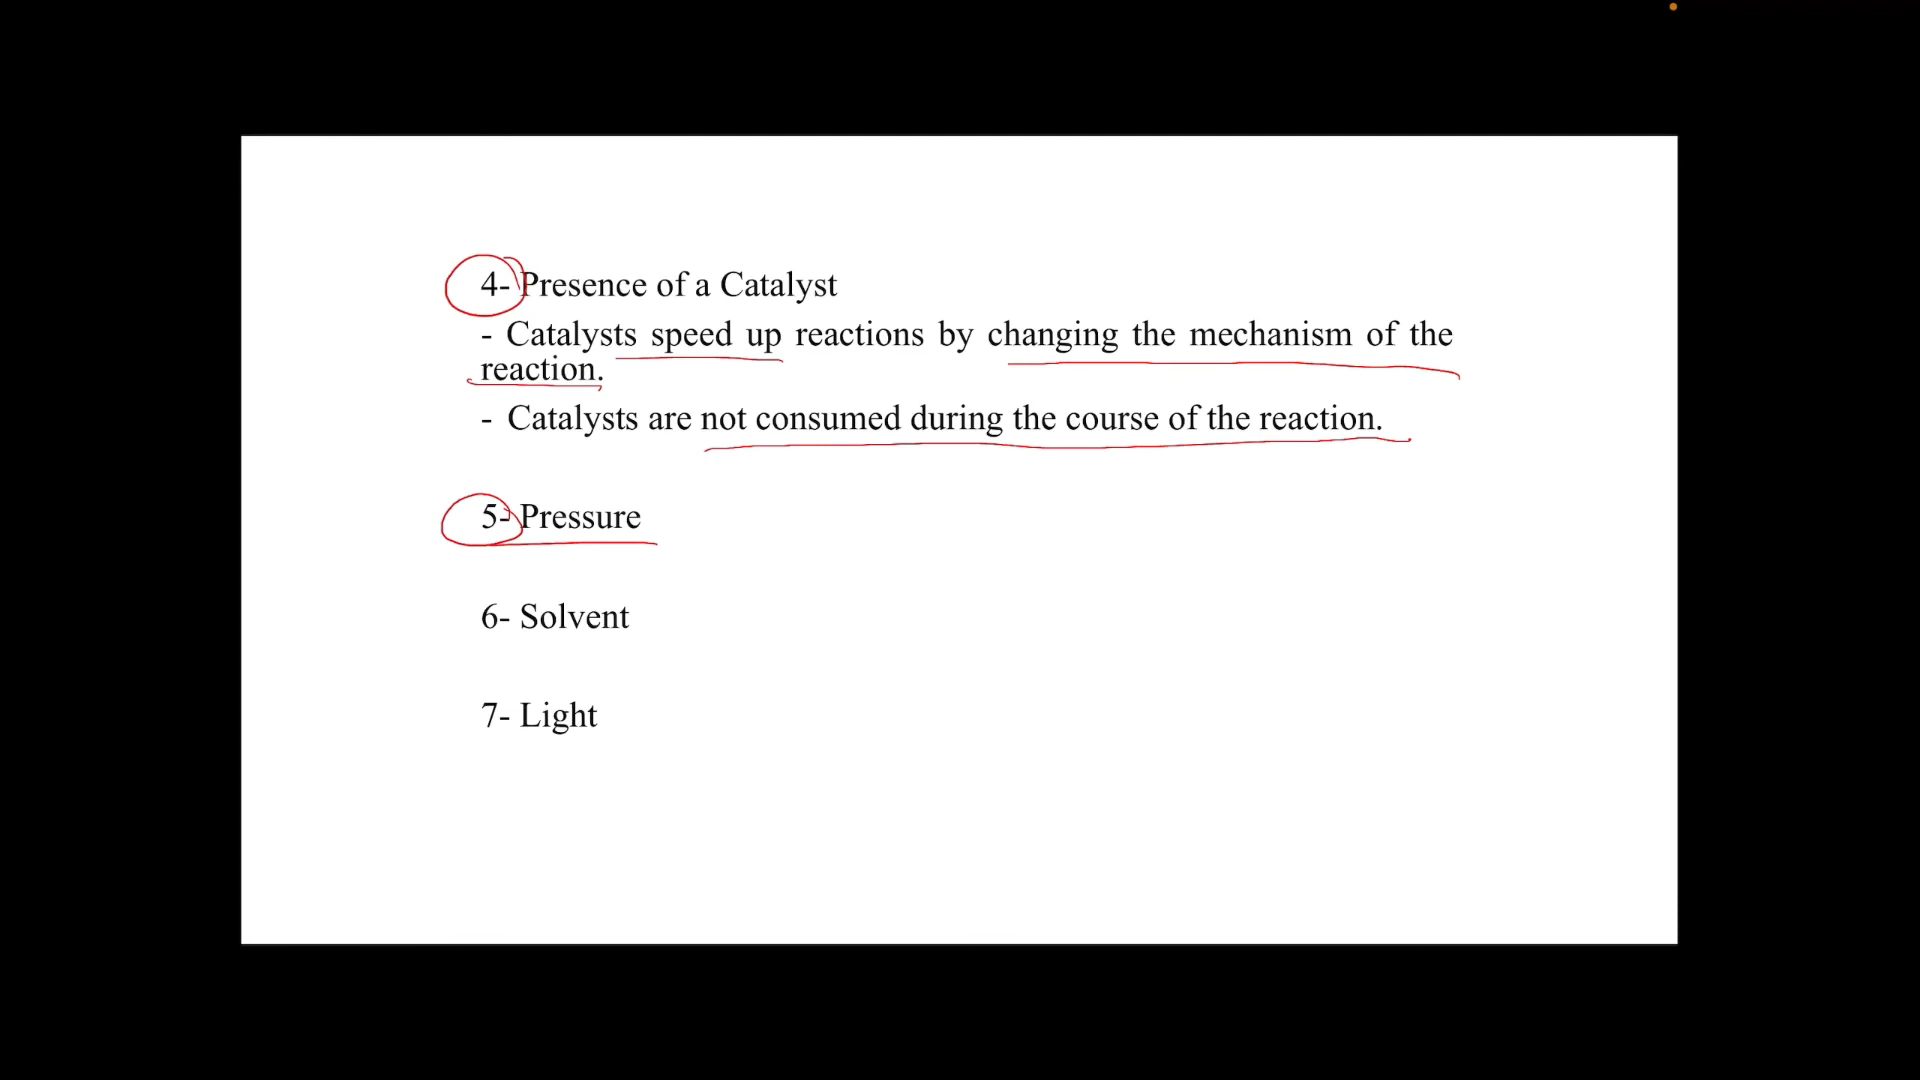 4- Presence of a Catalyst
- Catalysts speed up reactions by changing the mechanism of the
reaction.
- Catalysts are not consumed during the course of the reaction.
5- Pressure
6- Solvent
7- Light